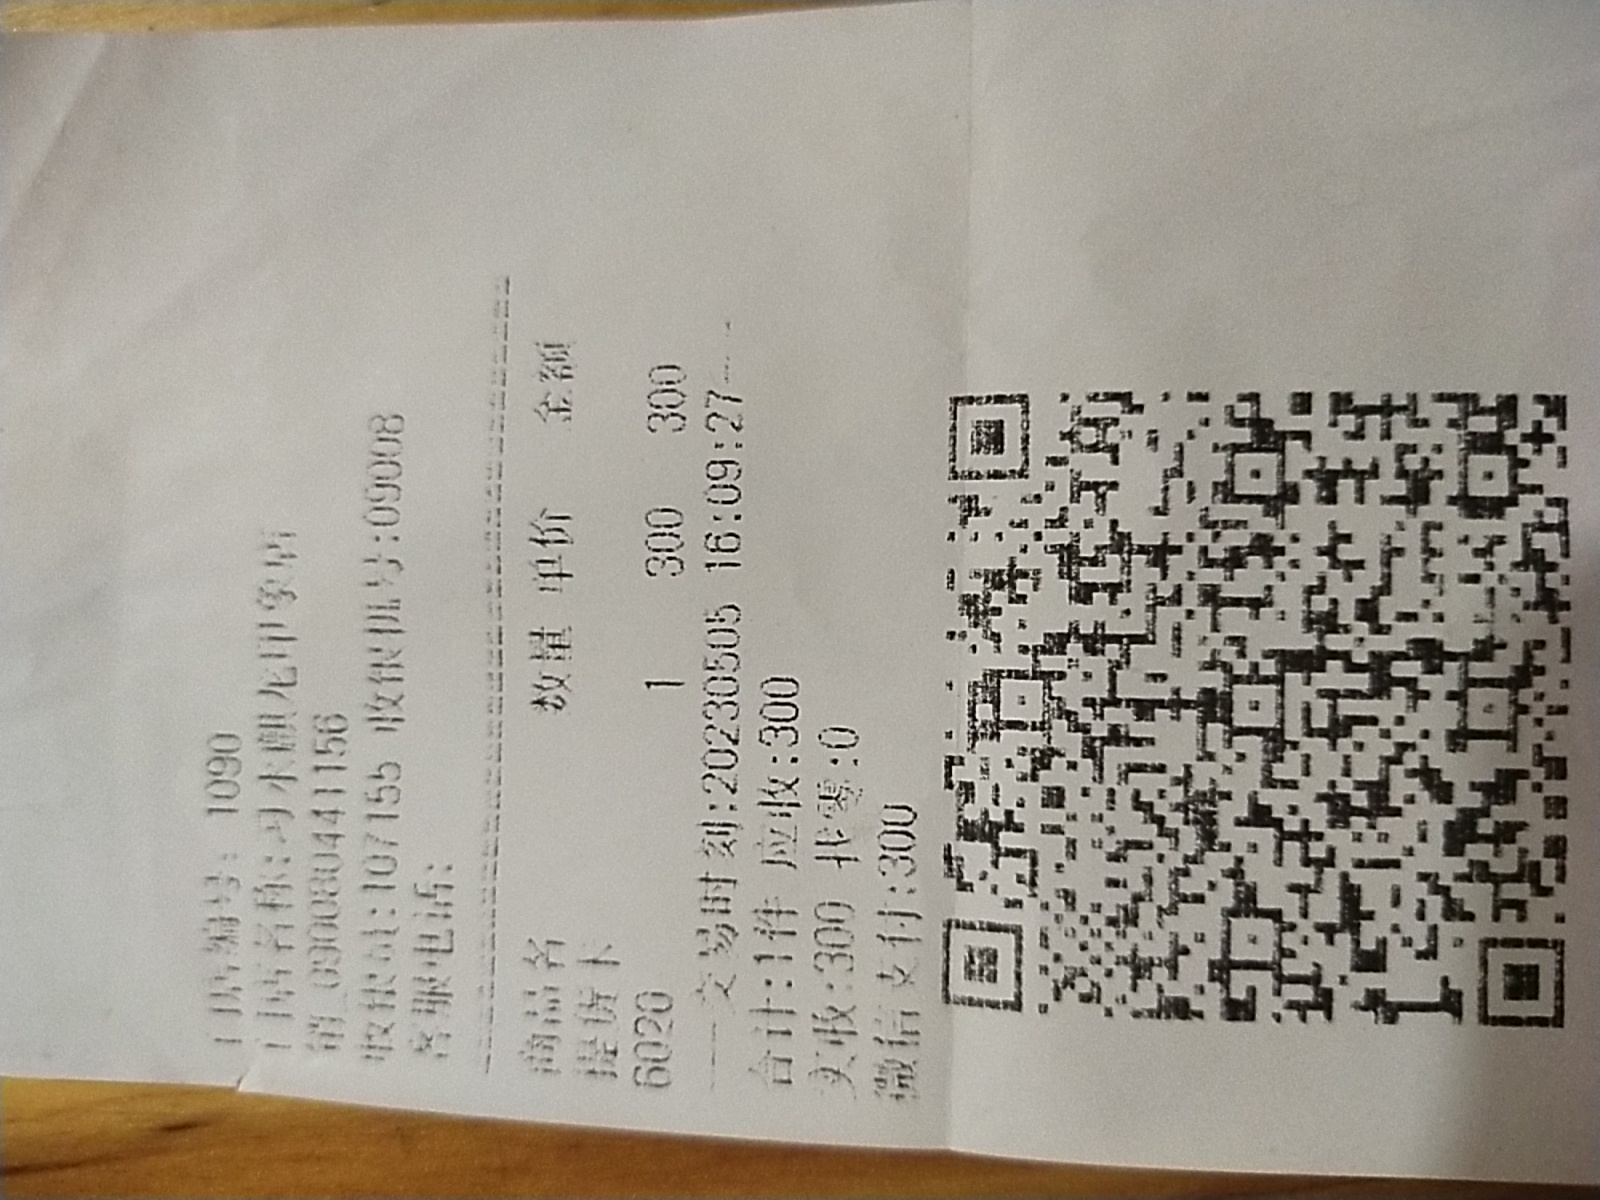 门店编号: 1090
门店名称:习水麒龙甲家店
销_090080441156
收银员:107155 收银机号:09008
客服电话:
商品名 数量 单价 金额
提货卡
6020 1 300 300
交易时刻:20230505 16:09:27
合计:1件 应收:300
实收:300 找零:0
微信支付:300